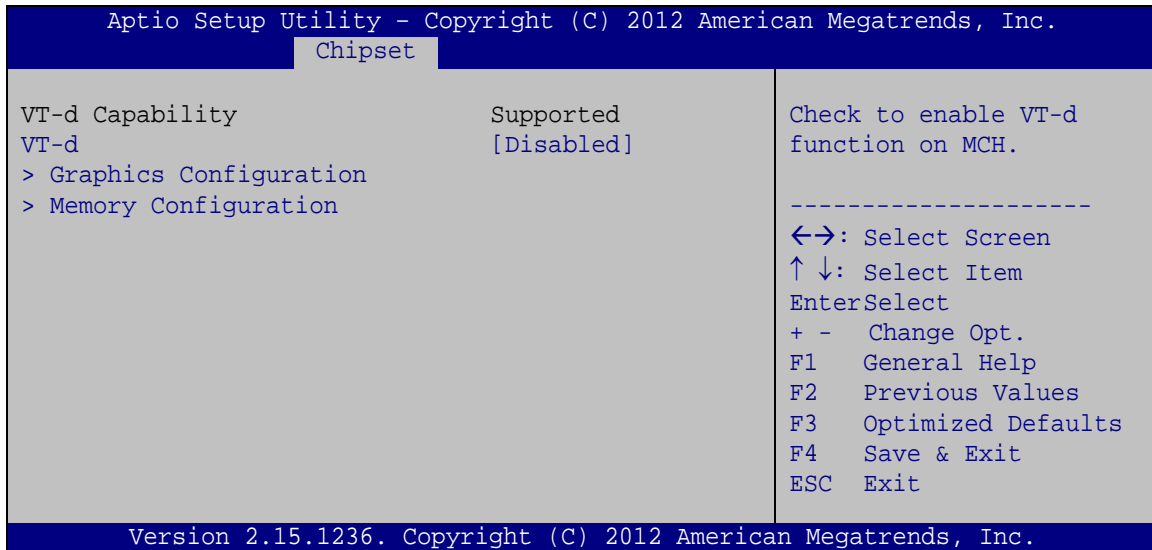 Aptio Setup Utility – Copyright (C) 2012 American Megatrends, Inc.
Chipset
VT-d Capability Supported
VT-d [Disabled]
> Graphics Configuration
> Memory Configuration
Check to enable VT-d
function on MCH.
---------------------
←→: Select Screen
↑ ↓: Select Item
EnterSelect
+ - Change Opt.
F1 General Help
F2 Previous Values
F3 Optimized Defaults
F4 Save & Exit
ESC Exit
Version 2.15.1236. Copyright (C) 2012 American Megatrends, Inc.